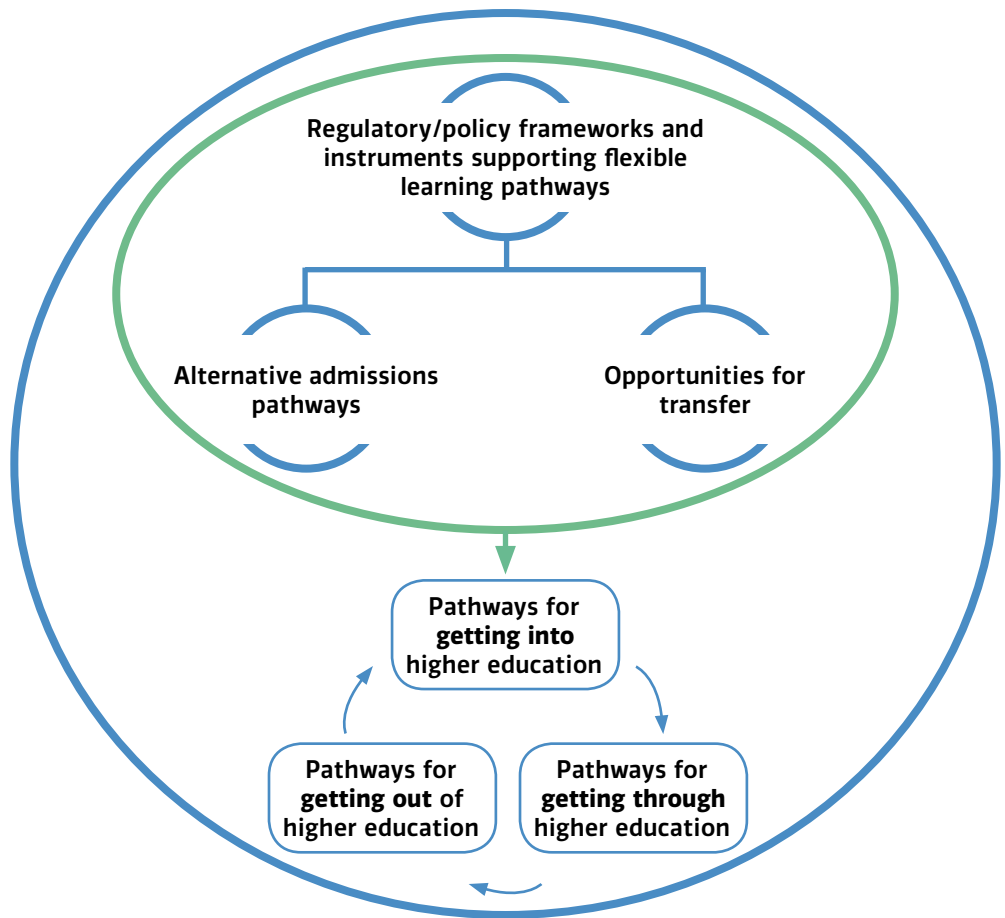 Regulatory/policy frameworks and
instruments supporting flexible
learning pathways
Alternative admissions
pathways
Opportunities for
transfer
Pathways for
getting into
higher education
Pathways for
getting out of
higher education
Pathways for
getting through
higher education